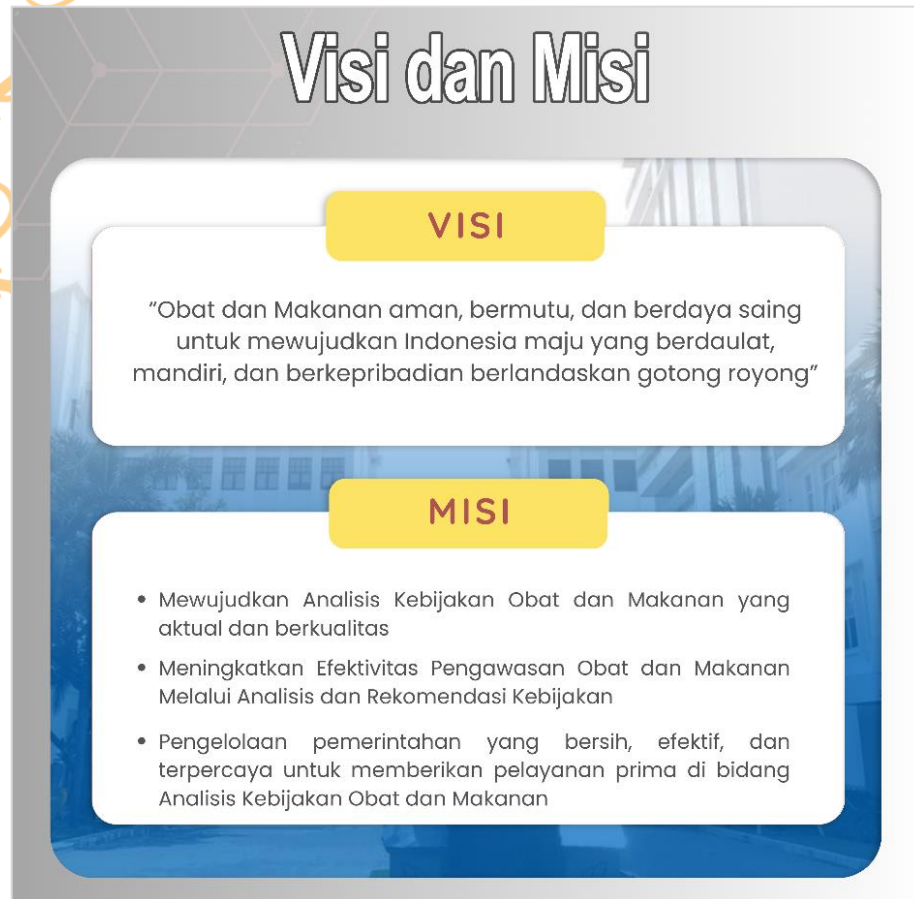 Visi dan Misi
VISI
“Obat dan Makanan aman, bermutu, dan berdaya saing
untuk mewujudkan Indonesia maju yang berdaulat,
mandiri, dan berkepribadian berlandaskan gotong royong”
MISI
• Mewujudkan Analisis Kebijakan Obat dan Makanan yang
aktual dan berkualitas
• Meningkatkan Efektivitas Pengawasan Obat dan Makanan
Melalui Analisis dan Rekomendasi Kebijakan
• Pengelolaan pemerintahan yang bersih, efektif, dan
terpercaya untuk memberikan pelayanan prima di bidang
Analisis Kebijakan Obat dan Makanan